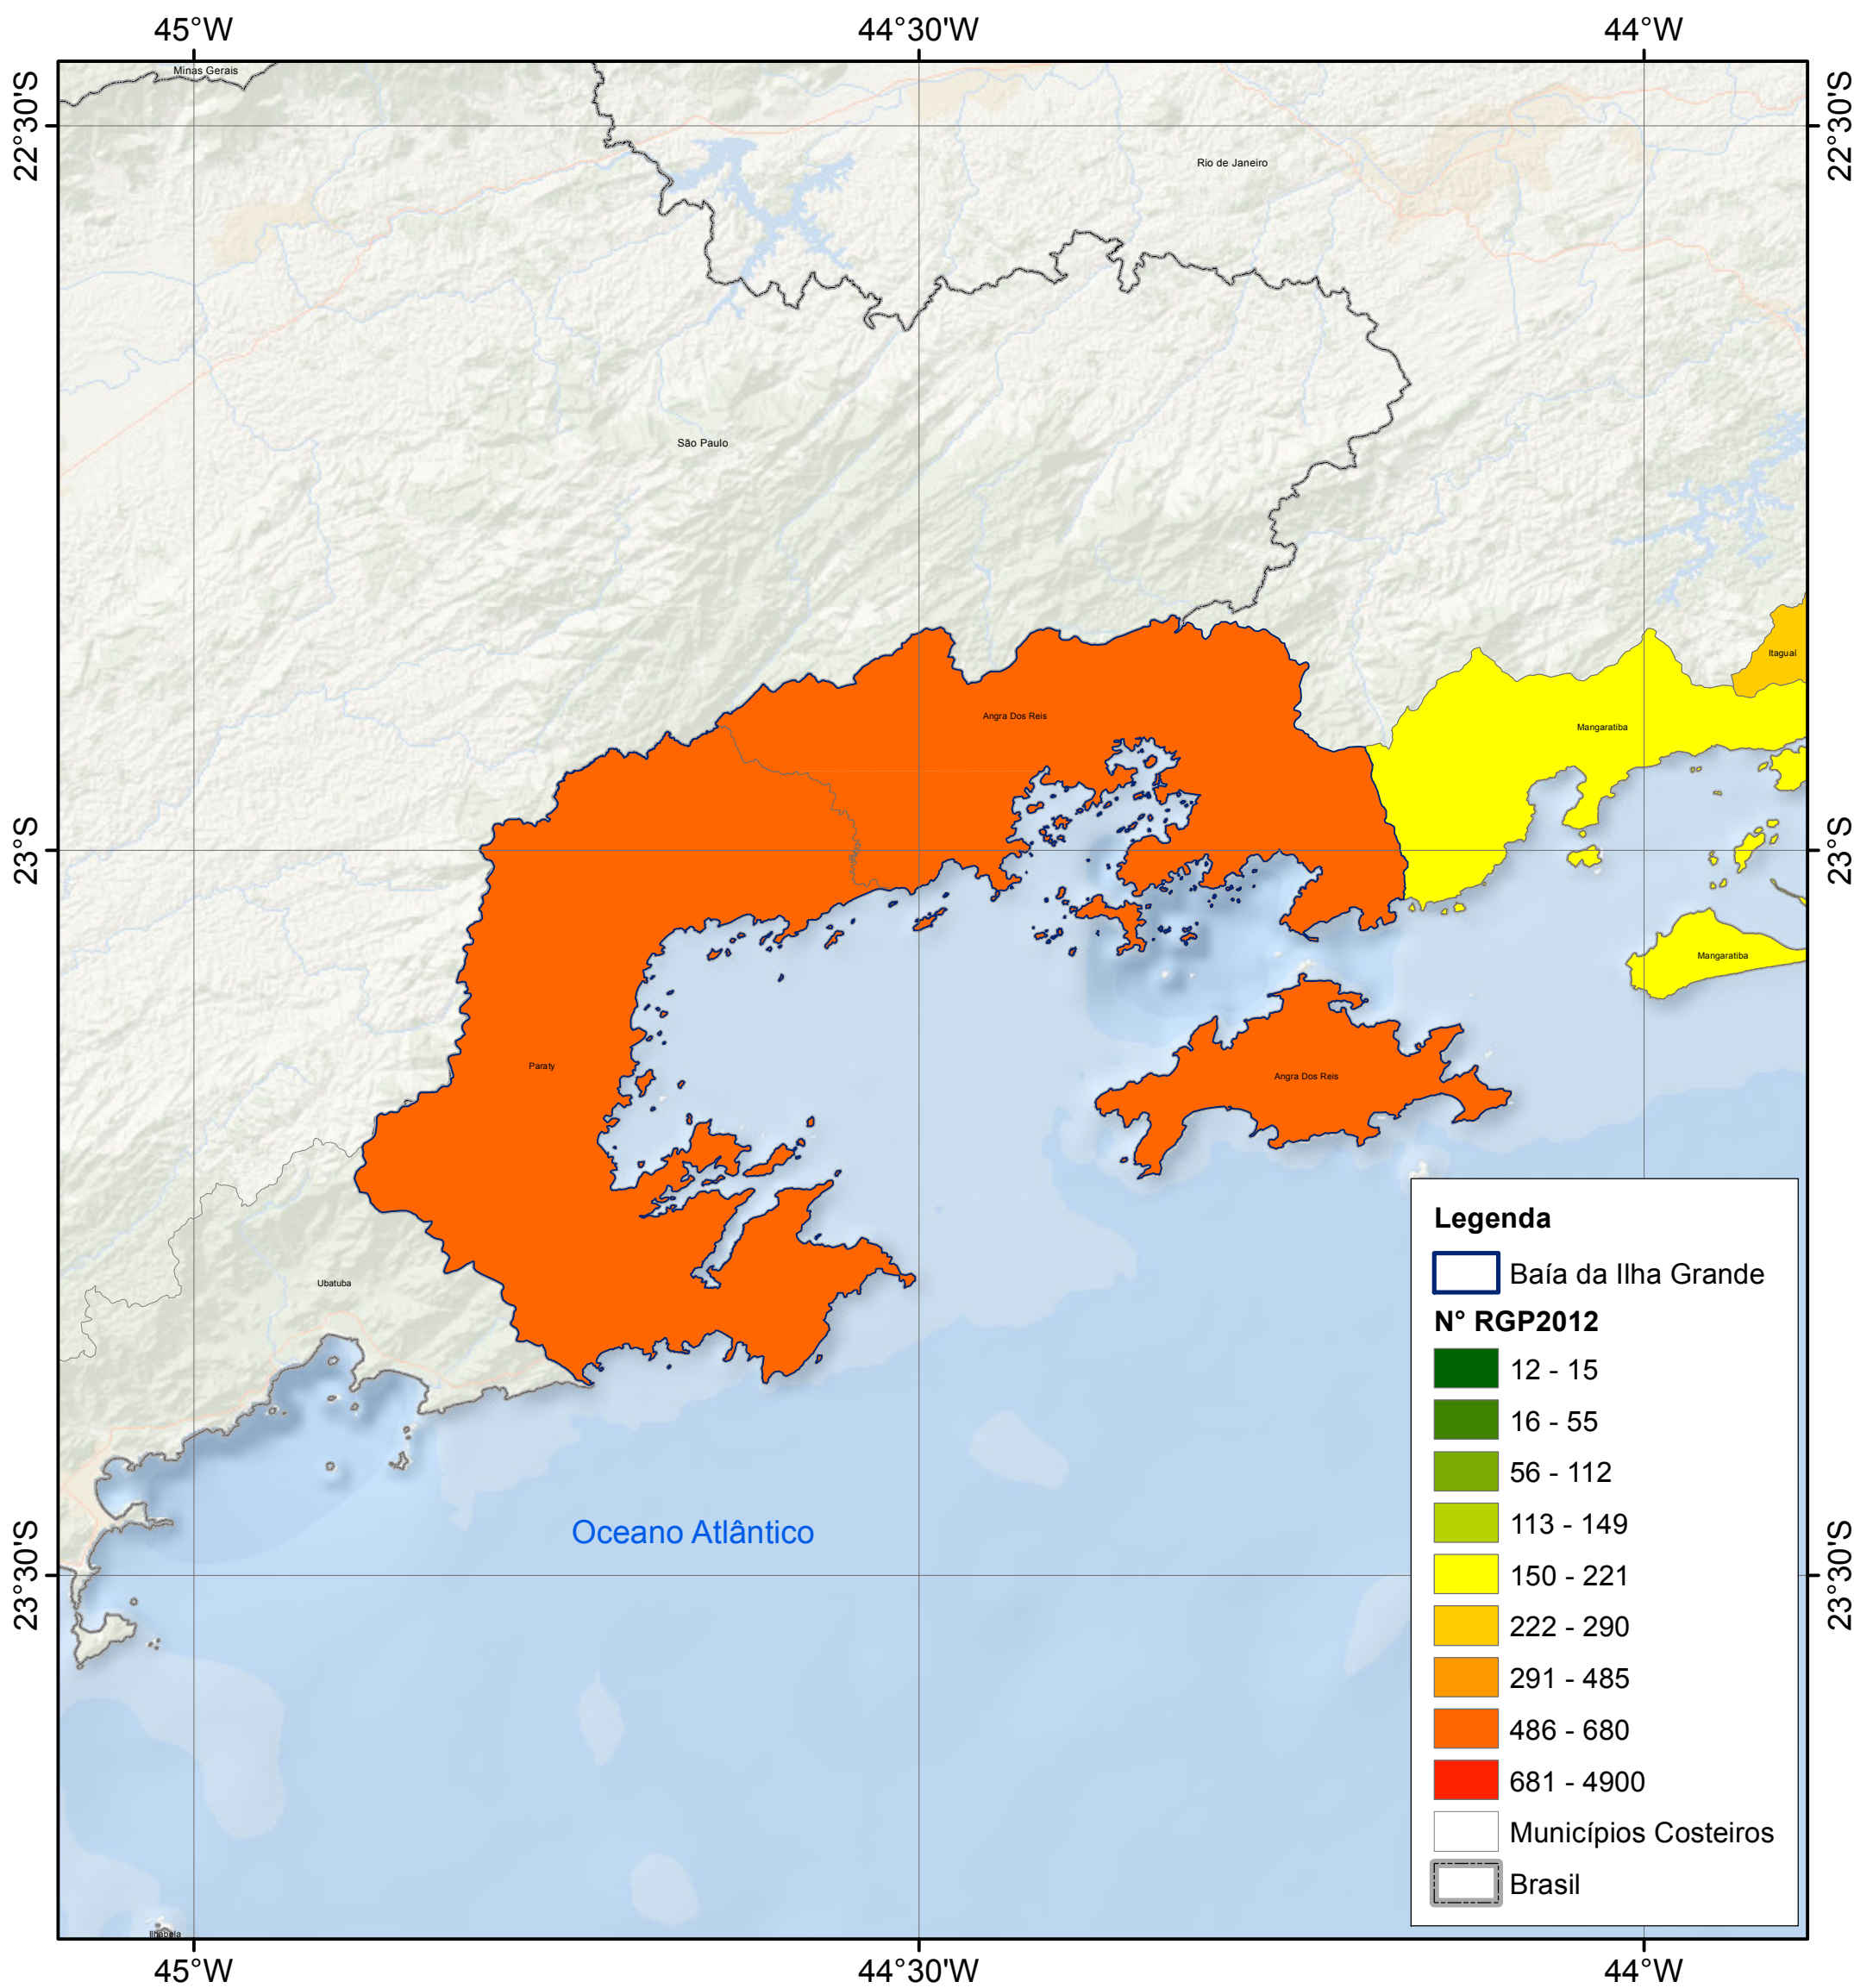 45°W 44°30'W 44°W
22°30'S
22°30'S
Minas Gerais
Rio de Janeiro
São Paulo
Itaguaí
Angra Dos Reis
Mangaratiba
23°S
23°S
Mangaratiba
Paraty
Angra Dos Reis
Ubatuba
Oceano Atlântico
23°30'S
23°30'S
Ilhabela
Legenda
Baía da Ilha Grande
N° RGP2012
12 - 15
16 - 55
56 - 112
113 - 149
150 - 221
222 - 290
291 - 485
486 - 680
681 - 4900
Municípios Costeiros
Brasil
45°W 44°30'W 44°W